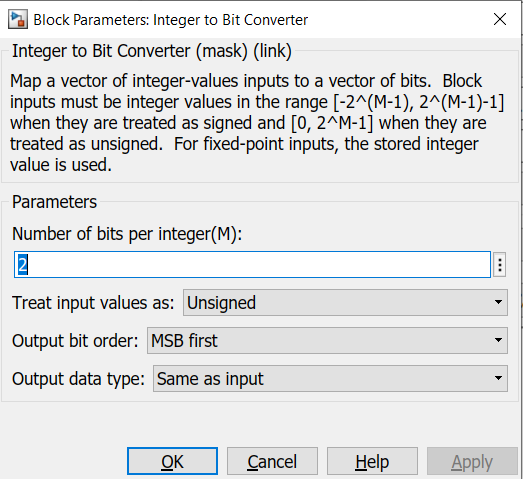 Block Parameters: Integer to Bit Converter
Integer to Bit Converter (mask) (link)
Map a vector of integer-values inputs to a vector of bits.  Block
inputs must be integer values in the range [-2^(M-1), 2^(M-1)-1]
when they are treated as signed and [0, 2^M-1] when they are
treated as unsigned.  For fixed-point inputs, the stored integer
value is used.
Parameters
Number of bits per integer(M):
2
Treat input values as: Unsigned
Output bit order: MSB first
Output data type: Same as input
OK Cancel Help Apply